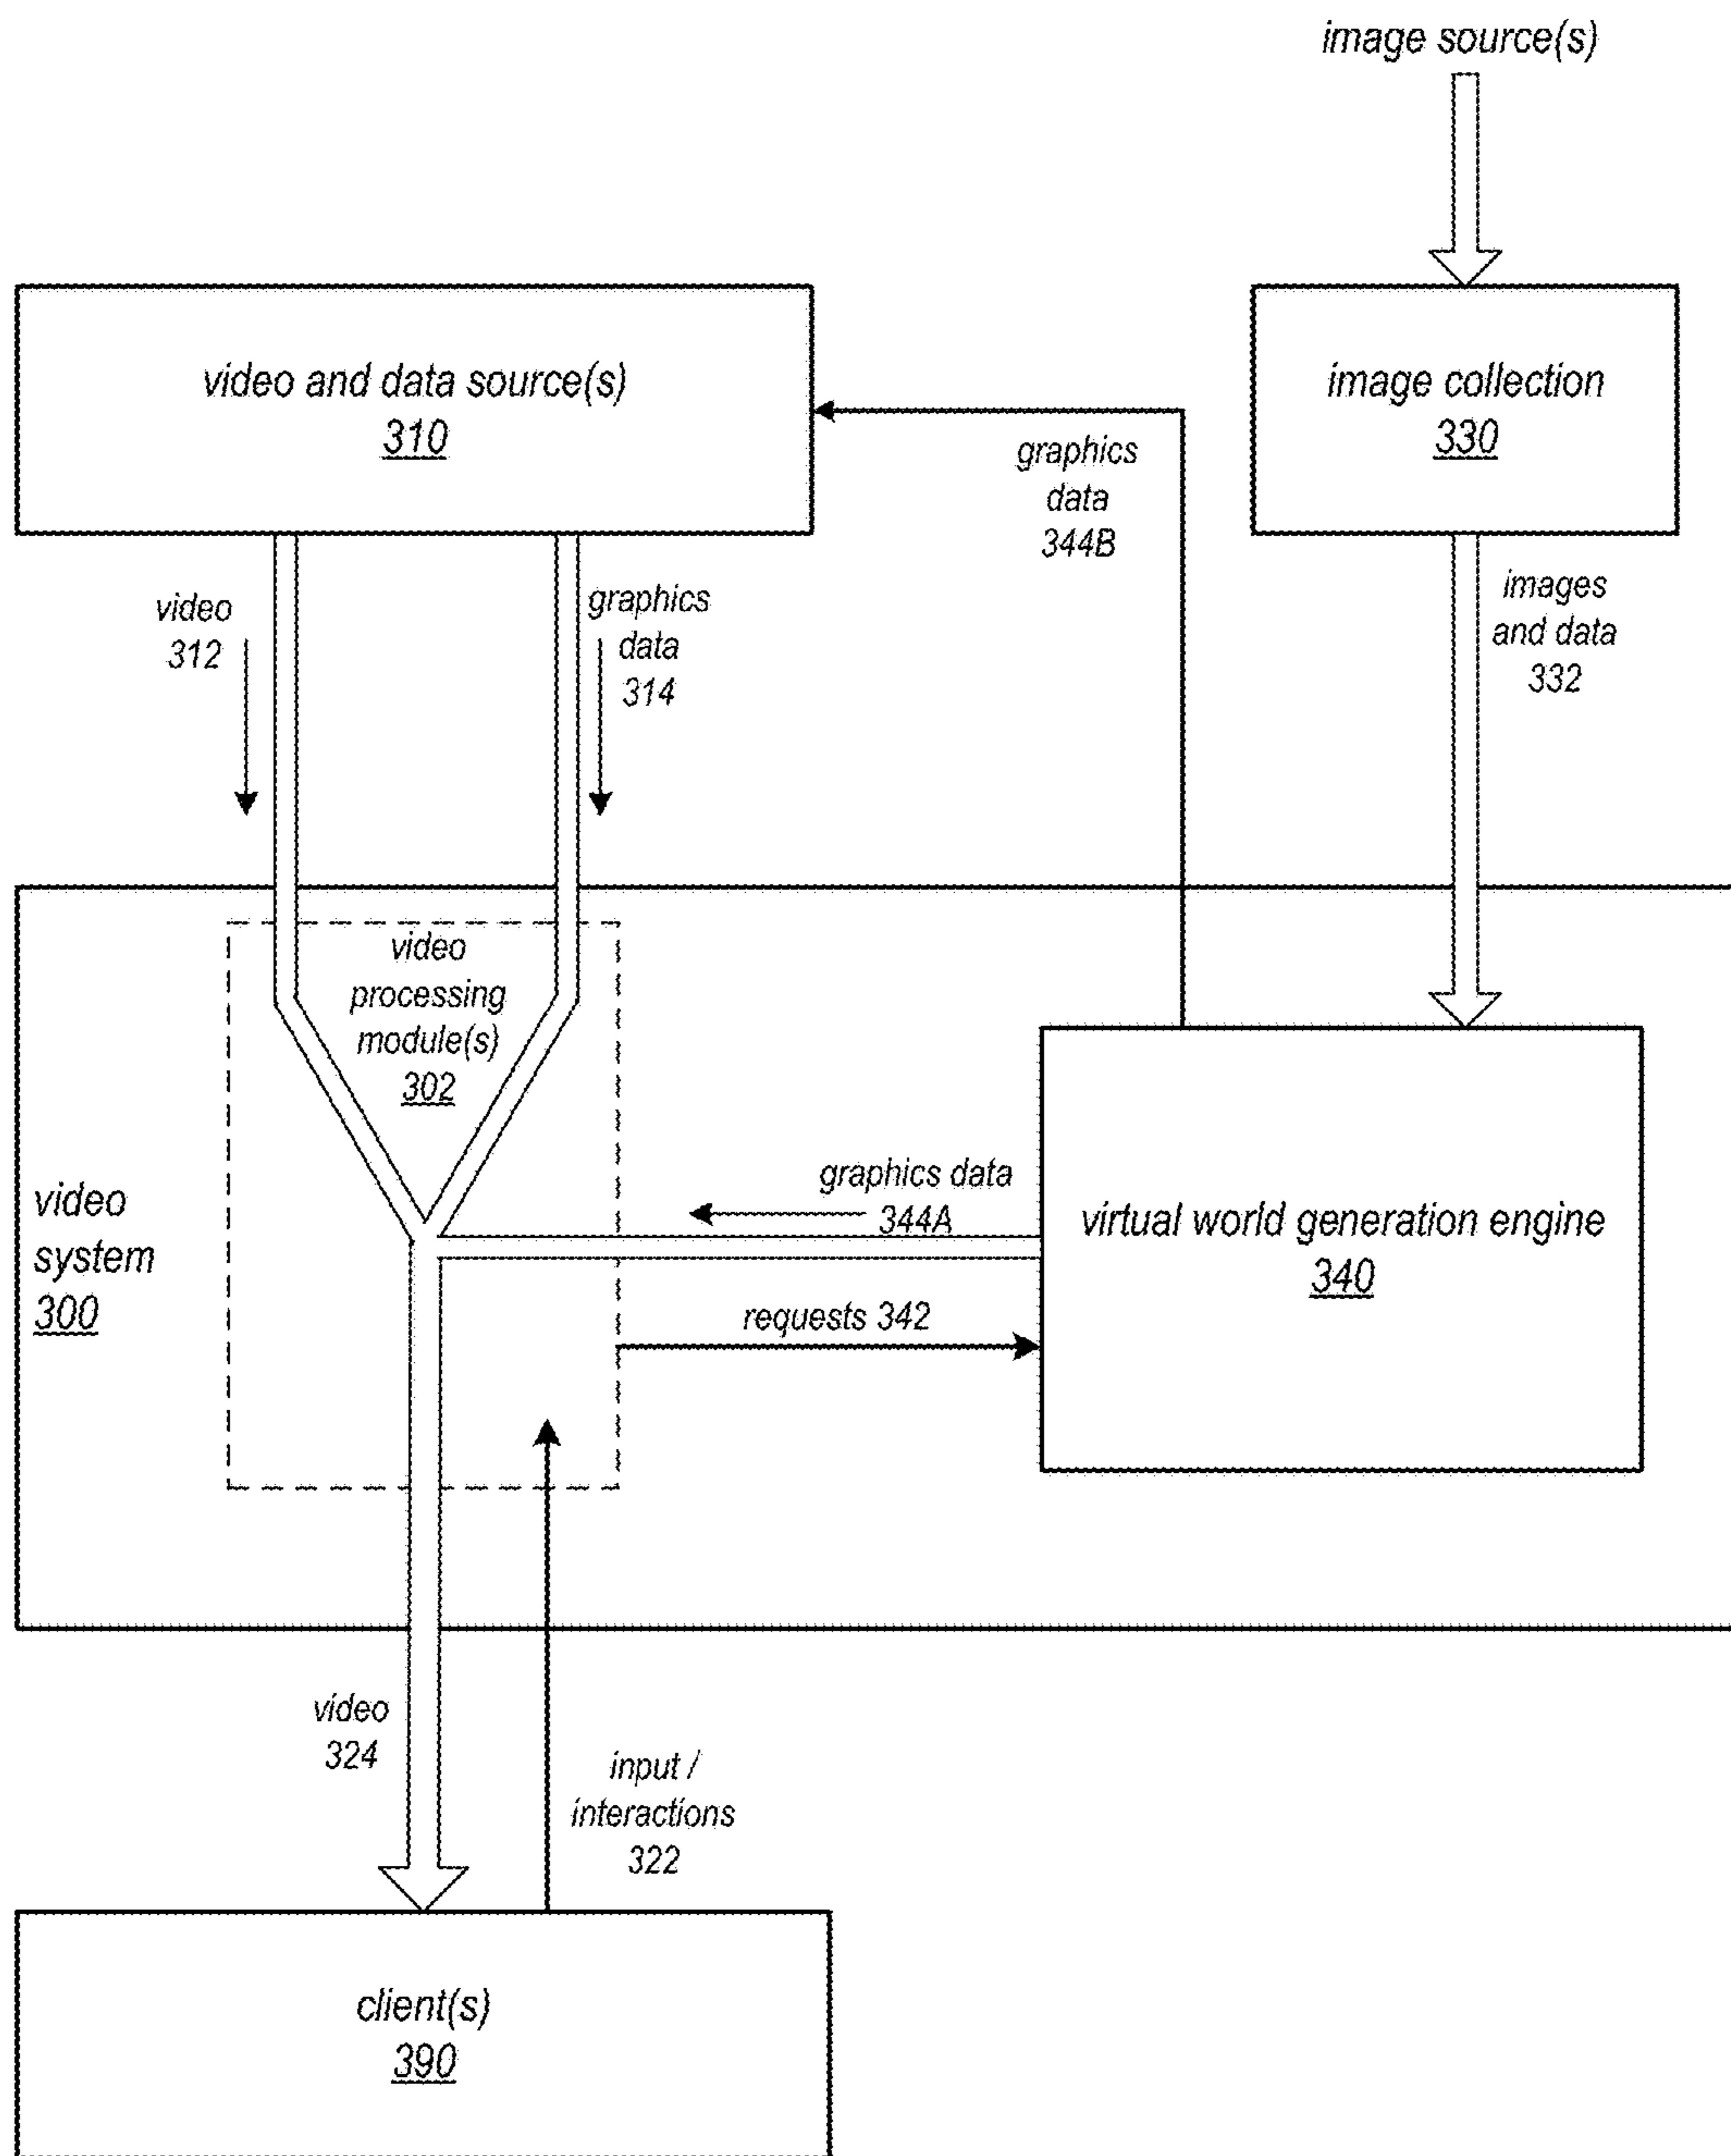 image source(s)
video and data source(s)
310
image collection
330
graphics
data
344B
video
312
graphics
data
314
images
and data
332
video
processing
module(s)
302
video
system
300
graphics data
344A
requests 342
virtual world generation engine
340
video
324
input /
interactions
322
client(s)
390